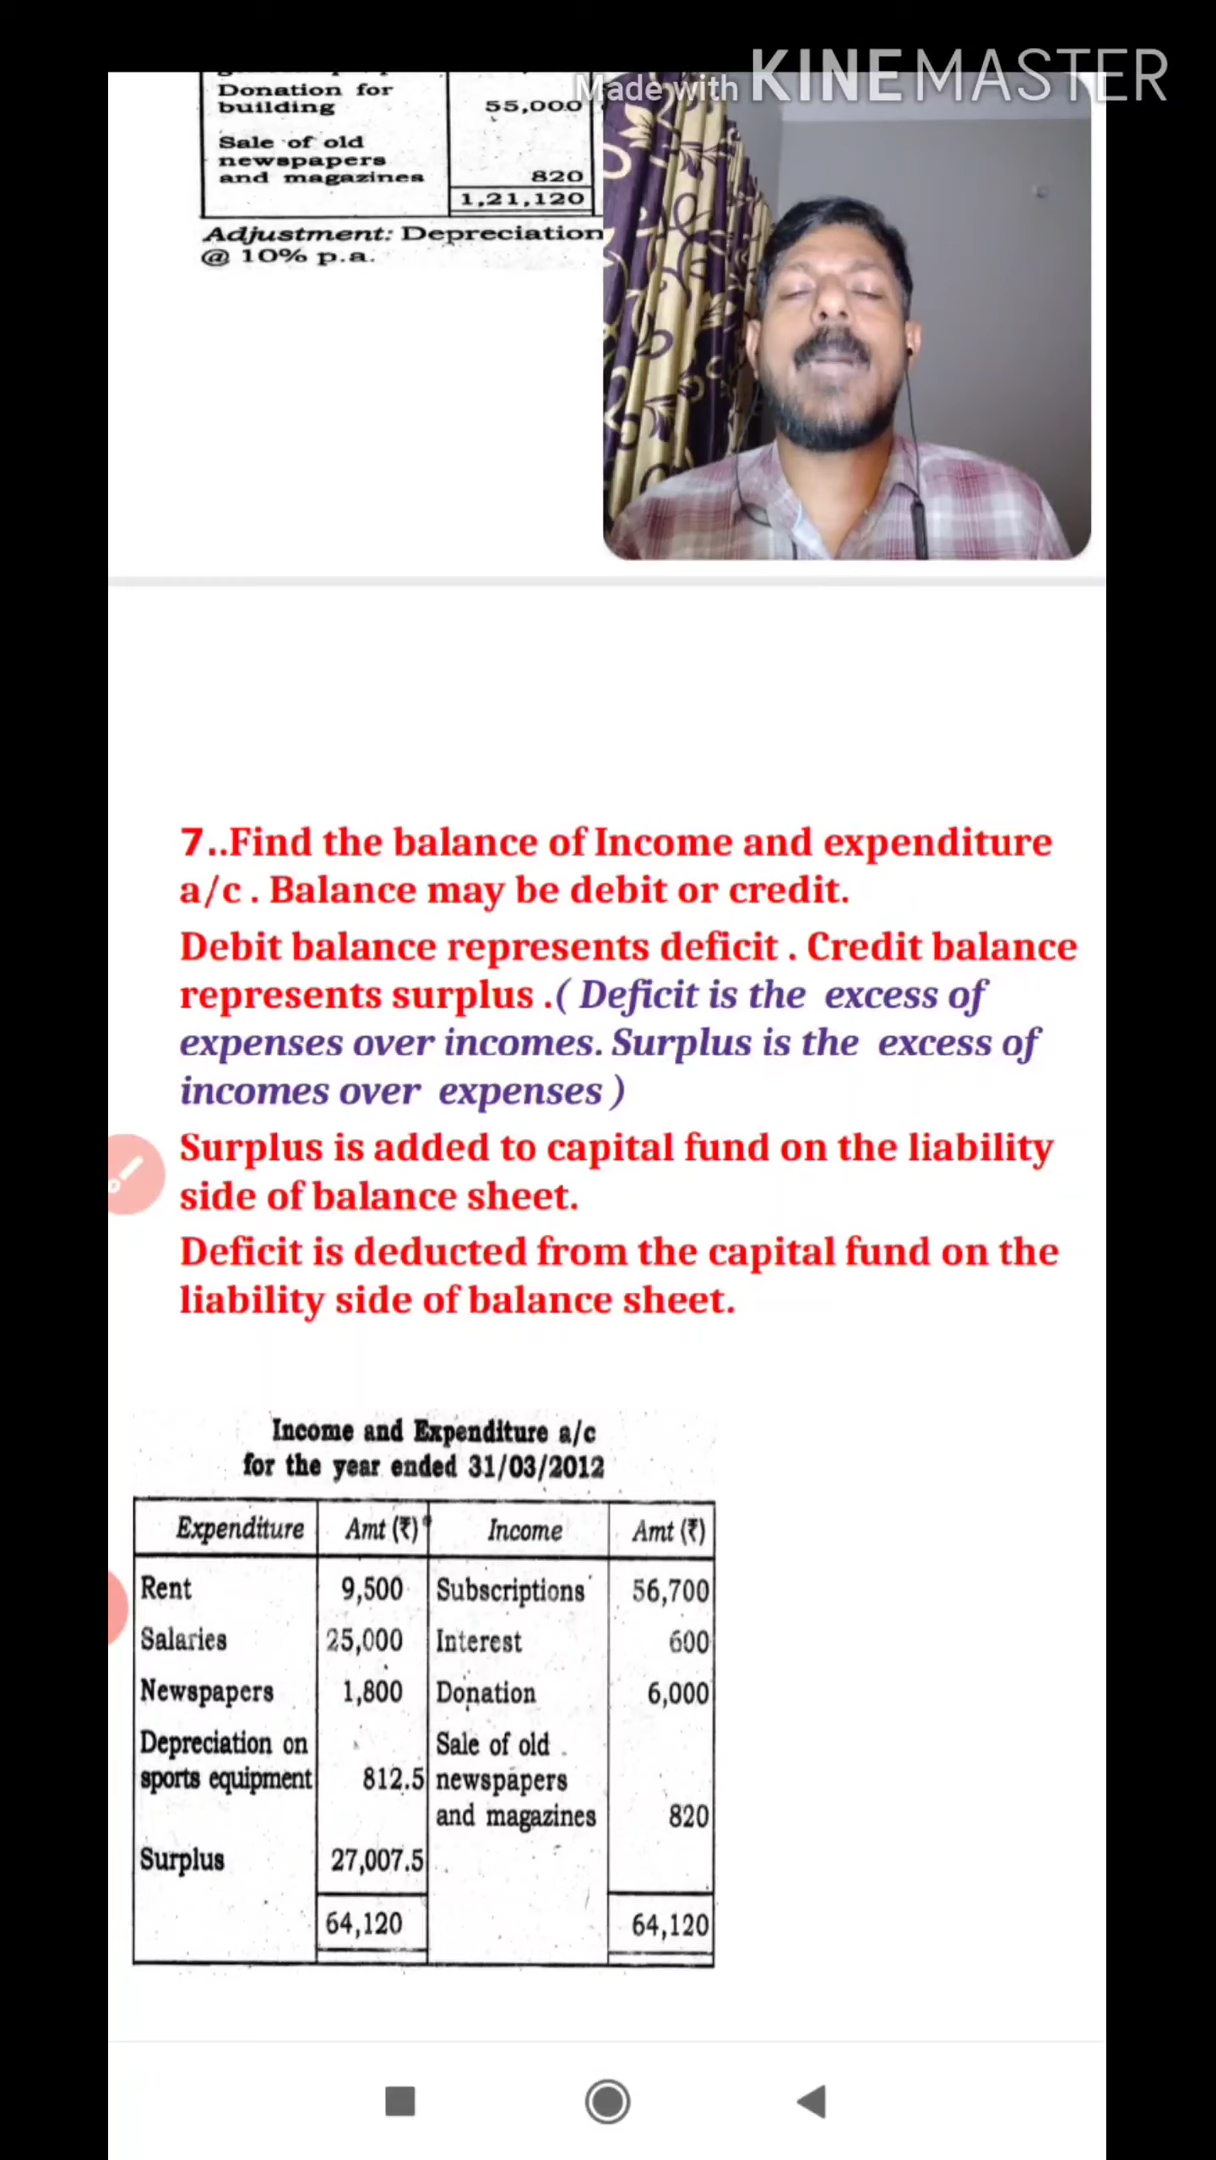 Made with KINEMASTER
Donation for
building 55,000
Sale of old
newspapers
and magazines 820
1,21,120
Adjustment: Depreciation
@ 10% p.a.
7..Find the balance of Income and expenditure
a/c . Balance may be debit or credit.
Debit balance represents deficit . Credit balance
represents surplus .( Deficit is the excess of
expenses over incomes. Surplus is the excess of
incomes over expenses )
Surplus is added to capital fund on the liability
side of balance sheet.
Deficit is deducted from the capital fund on the
liability side of balance sheet.
Income and Expenditure a/c
for the year ended 31/03/2012
Expenditure Amt (₹) Income Amt (₹)
Rent 9,500 Subscriptions 56,700
Salaries 25,000 Interest 600
Newspapers 1,800 Donation 6,000
Depreciation on Sale of old
sports equipment 812.5 newspapers
and magazines 820
Surplus 27,007.5
64,120 64,120